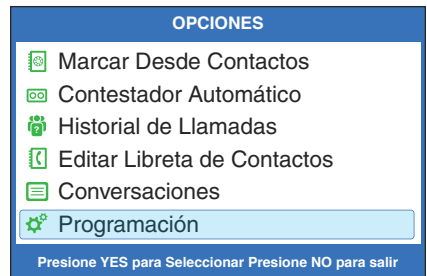 OPCIONES
Marcar Desde Contactos
Contestador Automático
Historial de Llamadas
Editar Libreta de Contactos
Conversaciones
Programación
Presione YES para Seleccionar Presione NO para salir